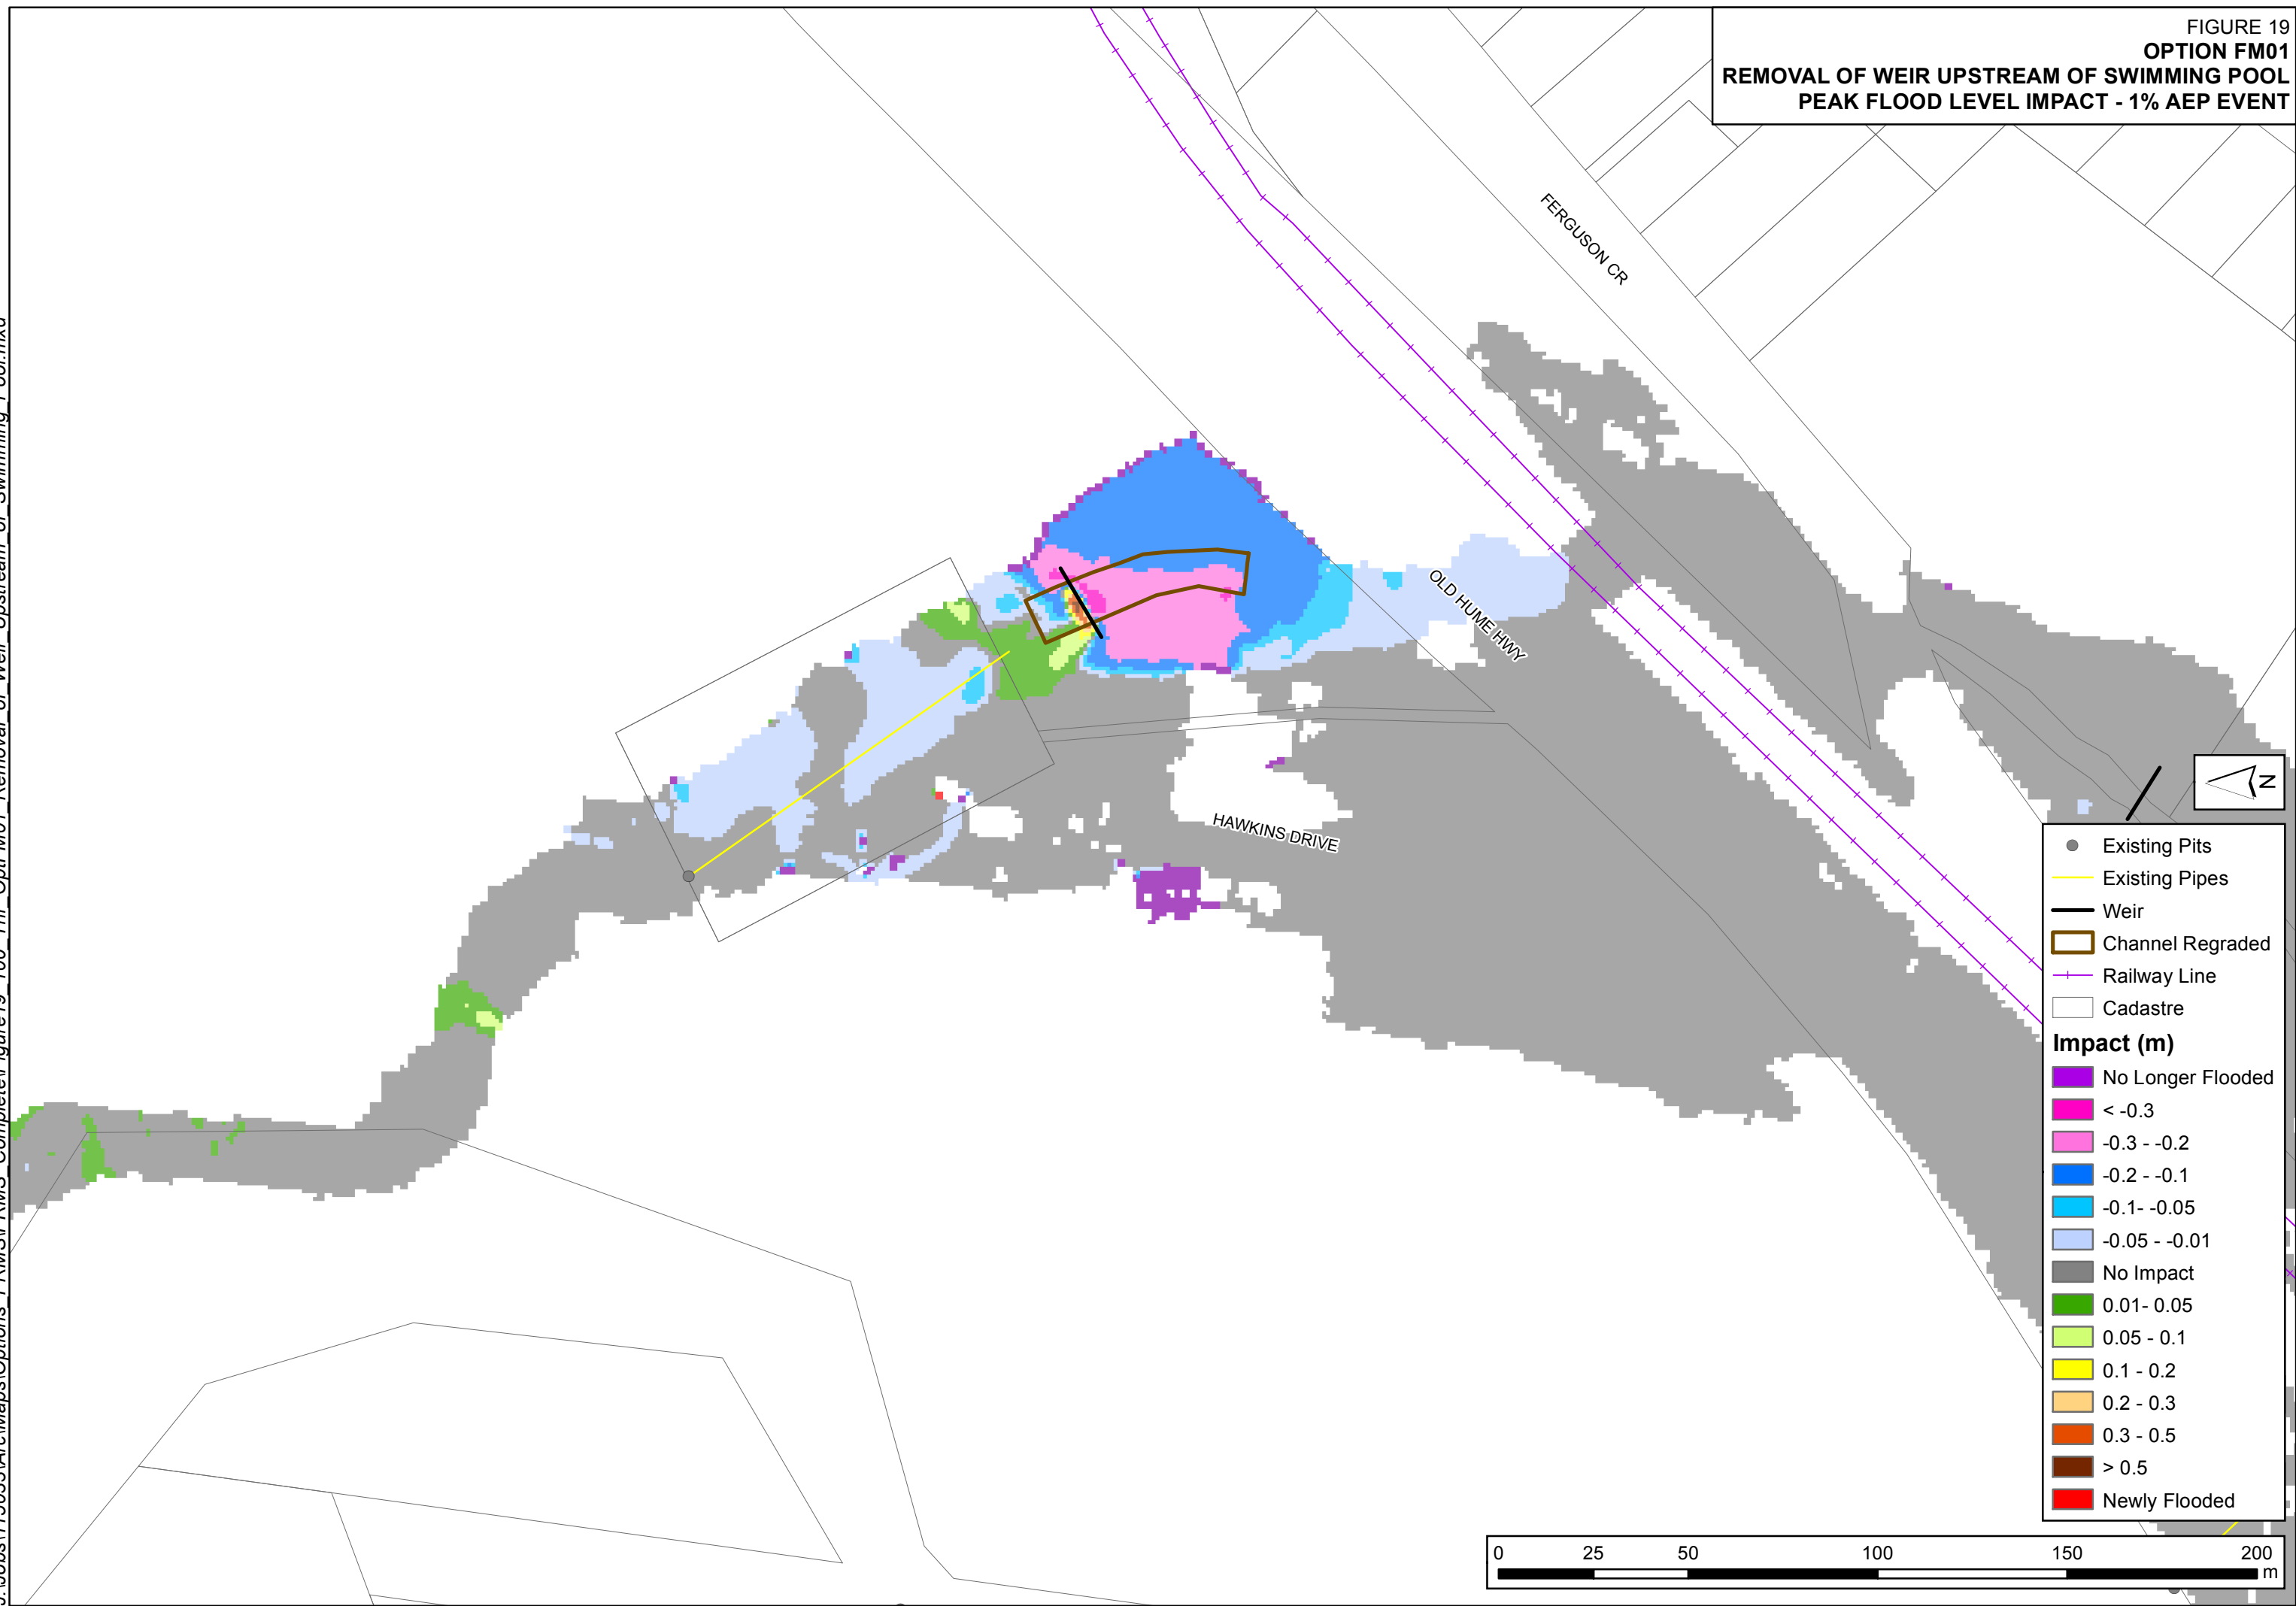 FIGURE 19
OPTION FM01
REMOVAL OF WEIR UPSTREAM OF SWIMMING POOL
PEAK FLOOD LEVEL IMPACT - 1% AEP EVENT
FERGUSON CR
OLD HUME HWY
HAWKINS DRIVE
N
Existing Pits
Existing Pipes
Weir
Channel Regraded
Railway Line
Cadastre
Impact (m)
No Longer Flooded
< -0.3
-0.3 - -0.2
-0.2 - -0.1
-0.1- -0.05
-0.05 - -0.01
No Impact
0.01- 0.05
0.05 - 0.1
0.1 - 0.2
0.2 - 0.3
0.3 - 0.5
> 0.5
Newly Flooded
0 25 50 100 150 200
m